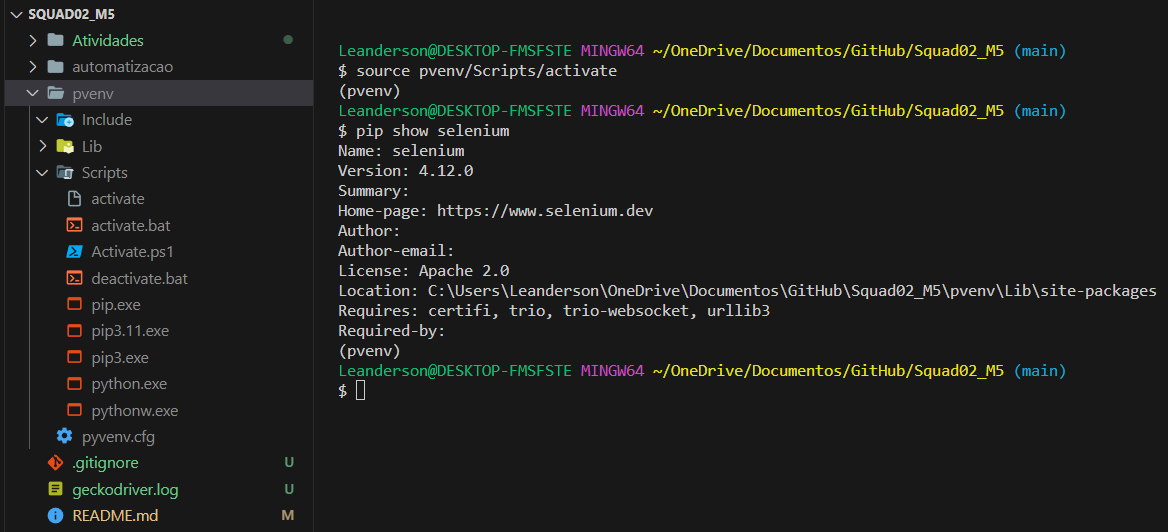 SQUAD02_M5
Atividades
automatizacao
pvenv
Include
Lib
Scripts
activate
activate.bat
Activate.ps1
deactivate.bat
pip.exe
pip3.11.exe
pip3.exe
python.exe
pythonw.exe
pyvenv.cfg
.gitignore U
geckodriver.log U
README.md M
Leanderson@DESKTOP-FMSFSTE MINGW64 ~/OneDrive/Documentos/GitHub/Squad02_M5 (main)
$ source pvenv/Scripts/activate
(pvenv)
Leanderson@DESKTOP-FMSFSTE MINGW64 ~/OneDrive/Documentos/GitHub/Squad02_M5 (main)
$ pip show selenium
Name: selenium
Version: 4.12.0
Summary:
Home-page: https://www.selenium.dev
Author:
Author-email:
License: Apache 2.0
Location: C:\Users\Leanderson\OneDrive\Documentos\GitHub\Squad02_M5\pvenv\Lib\site-packages
Requires: certifi, trio, trio-websocket, urllib3
Required-by:
(pvenv)
Leanderson@DESKTOP-FMSFSTE MINGW64 ~/OneDrive/Documentos/GitHub/Squad02_M5 (main)
$